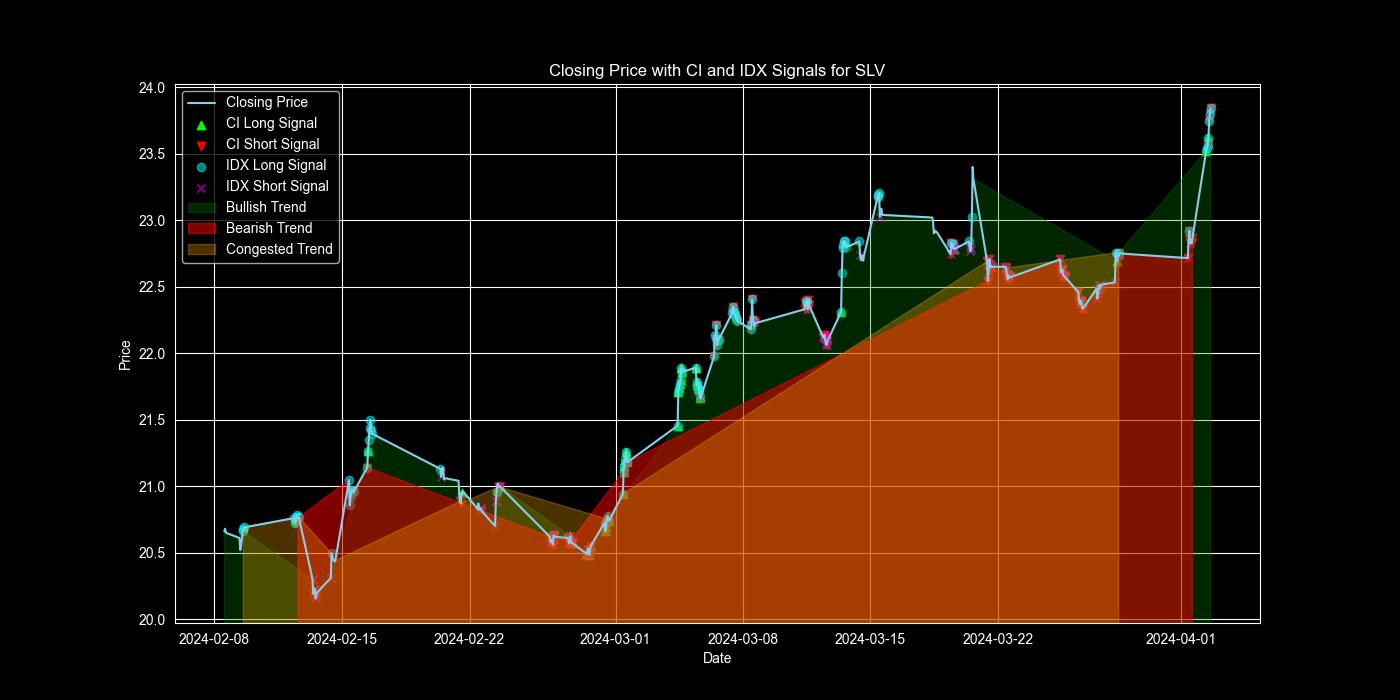 Closing Price with CI and IDX Signals for SLV
24.0
23.5
23.0
22.5
22.0
21.5
21.0
20.5
20.0
Price
Closing Price
CI Long Signal
CI Short Signal
IDX Long Signal
IDX Short Signal
Bullish Trend
Bearish Trend
Congested Trend
2024-02-08 2024-02-15 2024-02-22 2024-03-01 2024-03-08 2024-03-15 2024-03-22 2024-04-01
Date